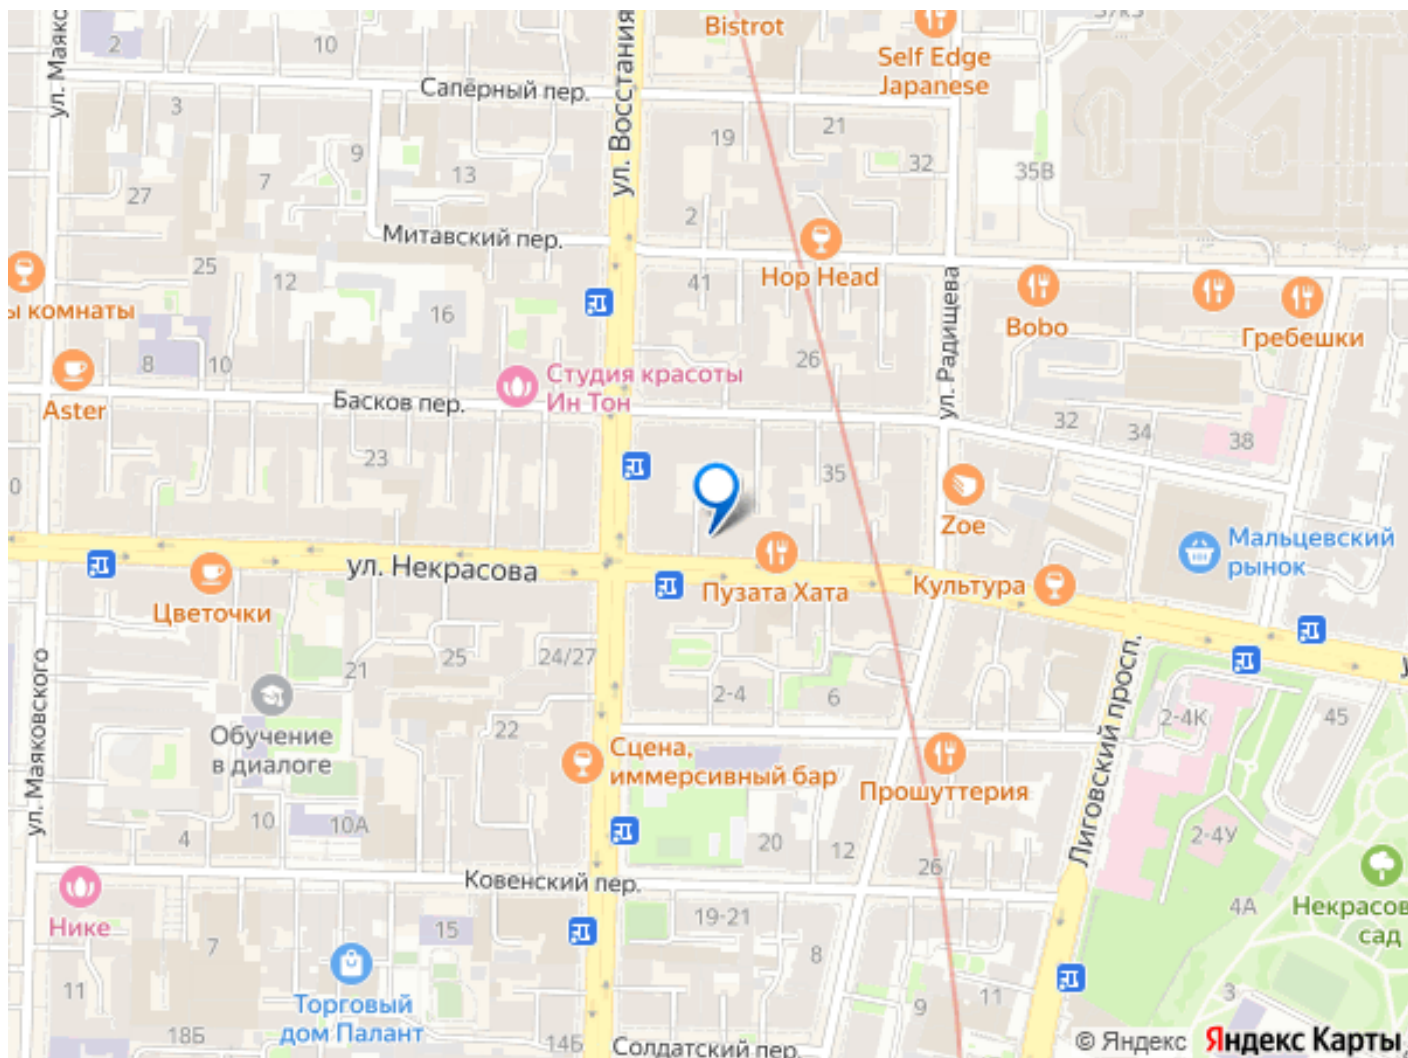 Bistrot
Self Edge
Japanese
37к3
2
10
ул. Маяко
Сапёрный пер.
ул. Восстания
3
19
21
9
32
35В
7
13
27
2
Митавский пер.
Hop Head
25
12
41
ы комнаты
16
Bobo
Гребешки
ул. Радищева
8
10
26
Студия красоты
Ин Тон
Aster
Басков пер.
32
34
38
23
35
0
Zoe
Мальцевский
рынок
ул. Некрасова
Пузата Хата
Культура
Цветочки
ул. Маяковского
21
25
24/27
2-4
6
Лиговский просп.
2-4К
45
22
Обучение
в диалоге
Сцена,
иммерсивный бар
Прошуттерия
4
10
10А
20
12
26
2-4У
Ковенский пер.
Нике
15
19-21
4А
Некрасов
сад
7
8
11
Торговый
дом Палант
9
11
3
18Б
14Б
Солдатский пер.
© Яндекс Яндекс Карты